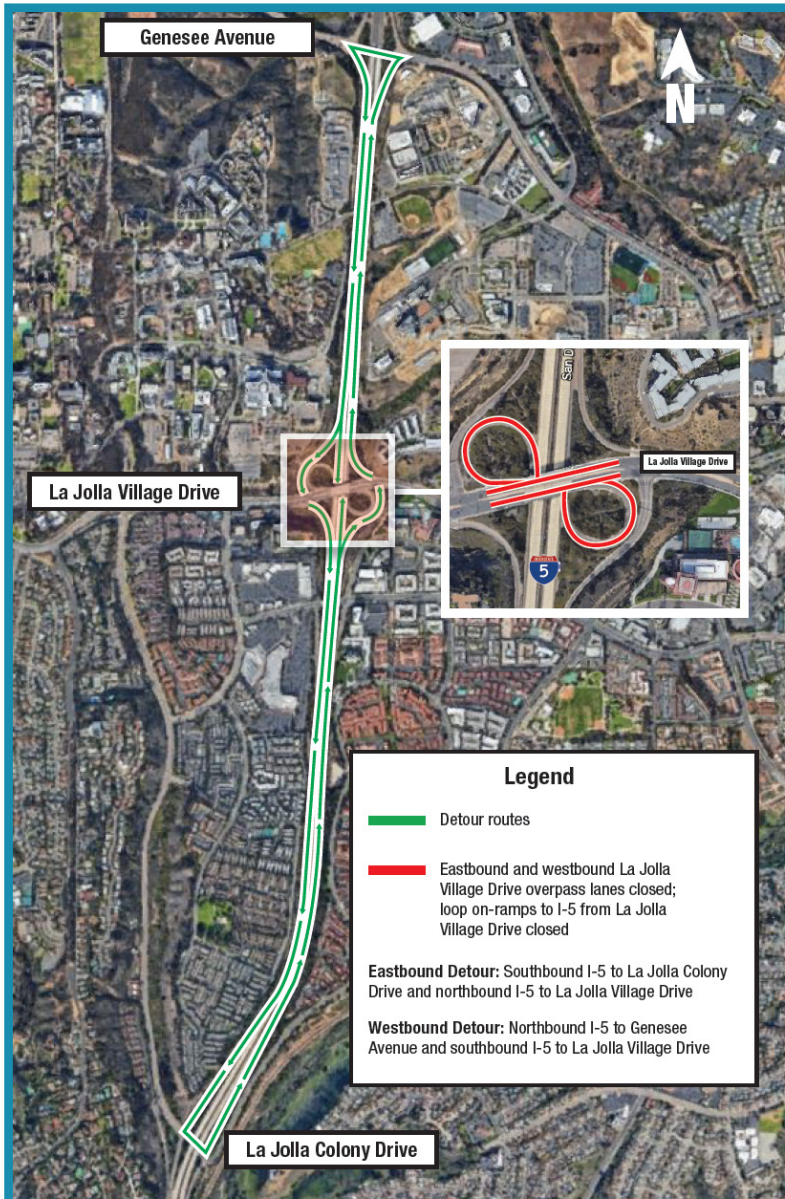 Genesee Avenue
N
San D
La Jolla Village Drive
5
La Jolla Village Drive
Legend
Detour routes
Eastbound and westbound La Jolla
Village Drive overpass lanes closed;
loop on-ramps to I-5 from La Jolla
Village Drive closed
Eastbound Detour: Southbound I-5 to La Jolla Colony
Drive and northbound I-5 to La Jolla Village Drive
Westbound Detour: Northbound I-5 to Genesee
Avenue and southbound I-5 to La Jolla Village Drive
La Jolla Colony Drive